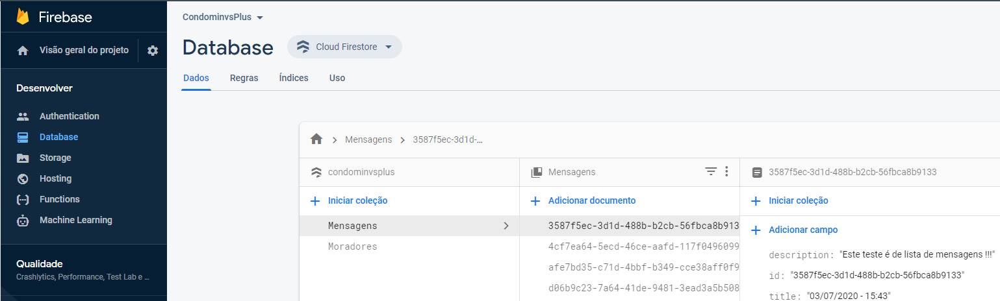 Firebase
CondominvsPlus
Visão geral do projeto
Database
Cloud Firestore
Dados Regras Índices Uso
Desenvolver
Authentication
Database
Storage
Hosting
Functions
Machine Learning
Qualidade
Crashlytics, Performance, Test Lab e ...
Mensagens 3587f5ec-3d1d-...
condominvsplus
Iniciar coleção
Mensagens
Moradores
Mensagens
Adicionar documento
3587f5ec-3d1d-488b-b2cb-56fbca8b913
4cf7ea64-5ecd-46ce-aafd-117f0496099
afe7bd35-c71d-4bbf-b349-cce38aff0f9
d06b9c23-7a64-41de-9481-3ead3a5b508
3587f5ec-3d1d-488b-b2cb-56fbca8b9133
Iniciar coleção
Adicionar campo
description: "Este teste é de lista de mensagens !!!"
id: "3587f5ec-3d1d-488b-b2cb-56fbca8b9133"
title: "03/07/2020 - 15:43"